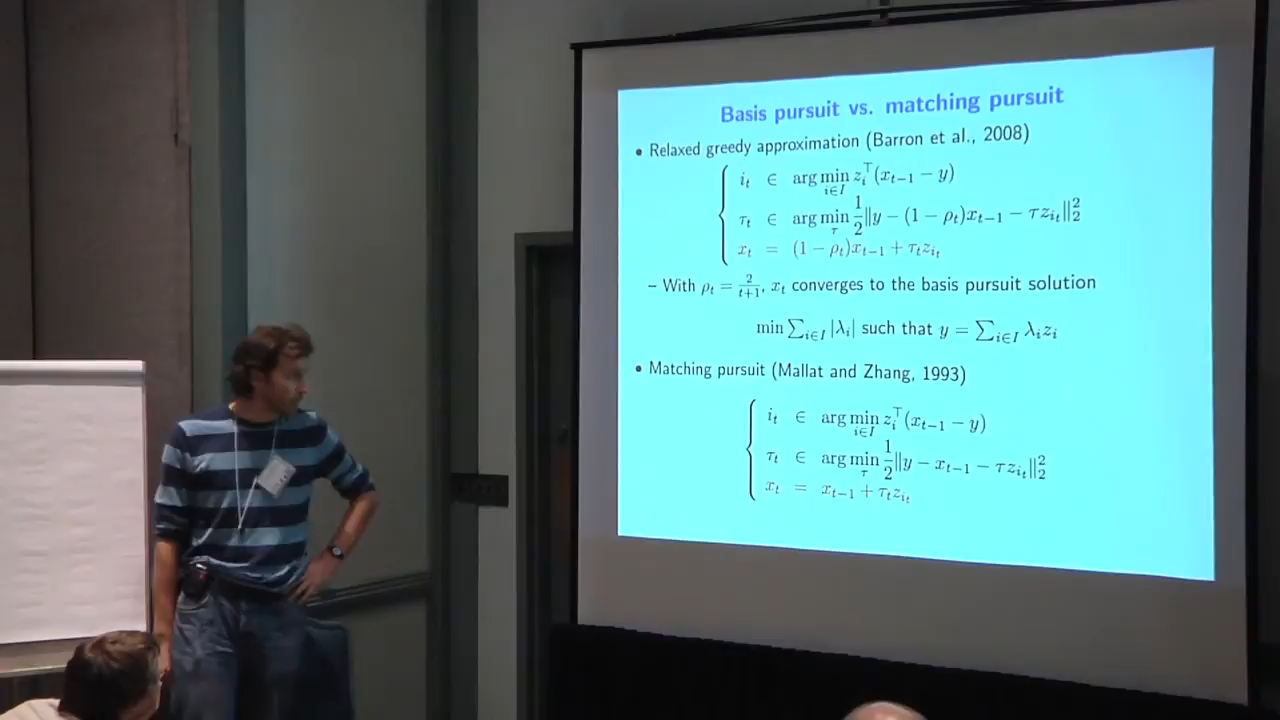 Basis pursuit vs. matching pursuit
• Relaxed greedy approximation (Barron et al., 2008)
i_t ∈ arg min_{i∈I} z_i^⊤(x_{t−1} − y)
τ_t ∈ arg min_τ 1/2‖y − (1 − ρ_t)x_{t−1} − τz_{i_t}‖_2^2
x_t = (1 − ρ_t)x_{t−1} + τ_t z_{i_t}
– With ρ_t = 2/(t+1), x_t converges to the basis pursuit solution
min ∑_{i∈I} |λ_i| such that y = ∑_{i∈I} λ_i z_i
• Matching pursuit (Mallat and Zhang, 1993)
i_t ∈ arg min_{i∈I} z_i^⊤(x_{t−1} − y)
τ_t ∈ arg min_τ 1/2‖y − x_{t−1} − τz_{i_t}‖_2^2
x_t = x_{t−1} + τ_t z_{i_t}